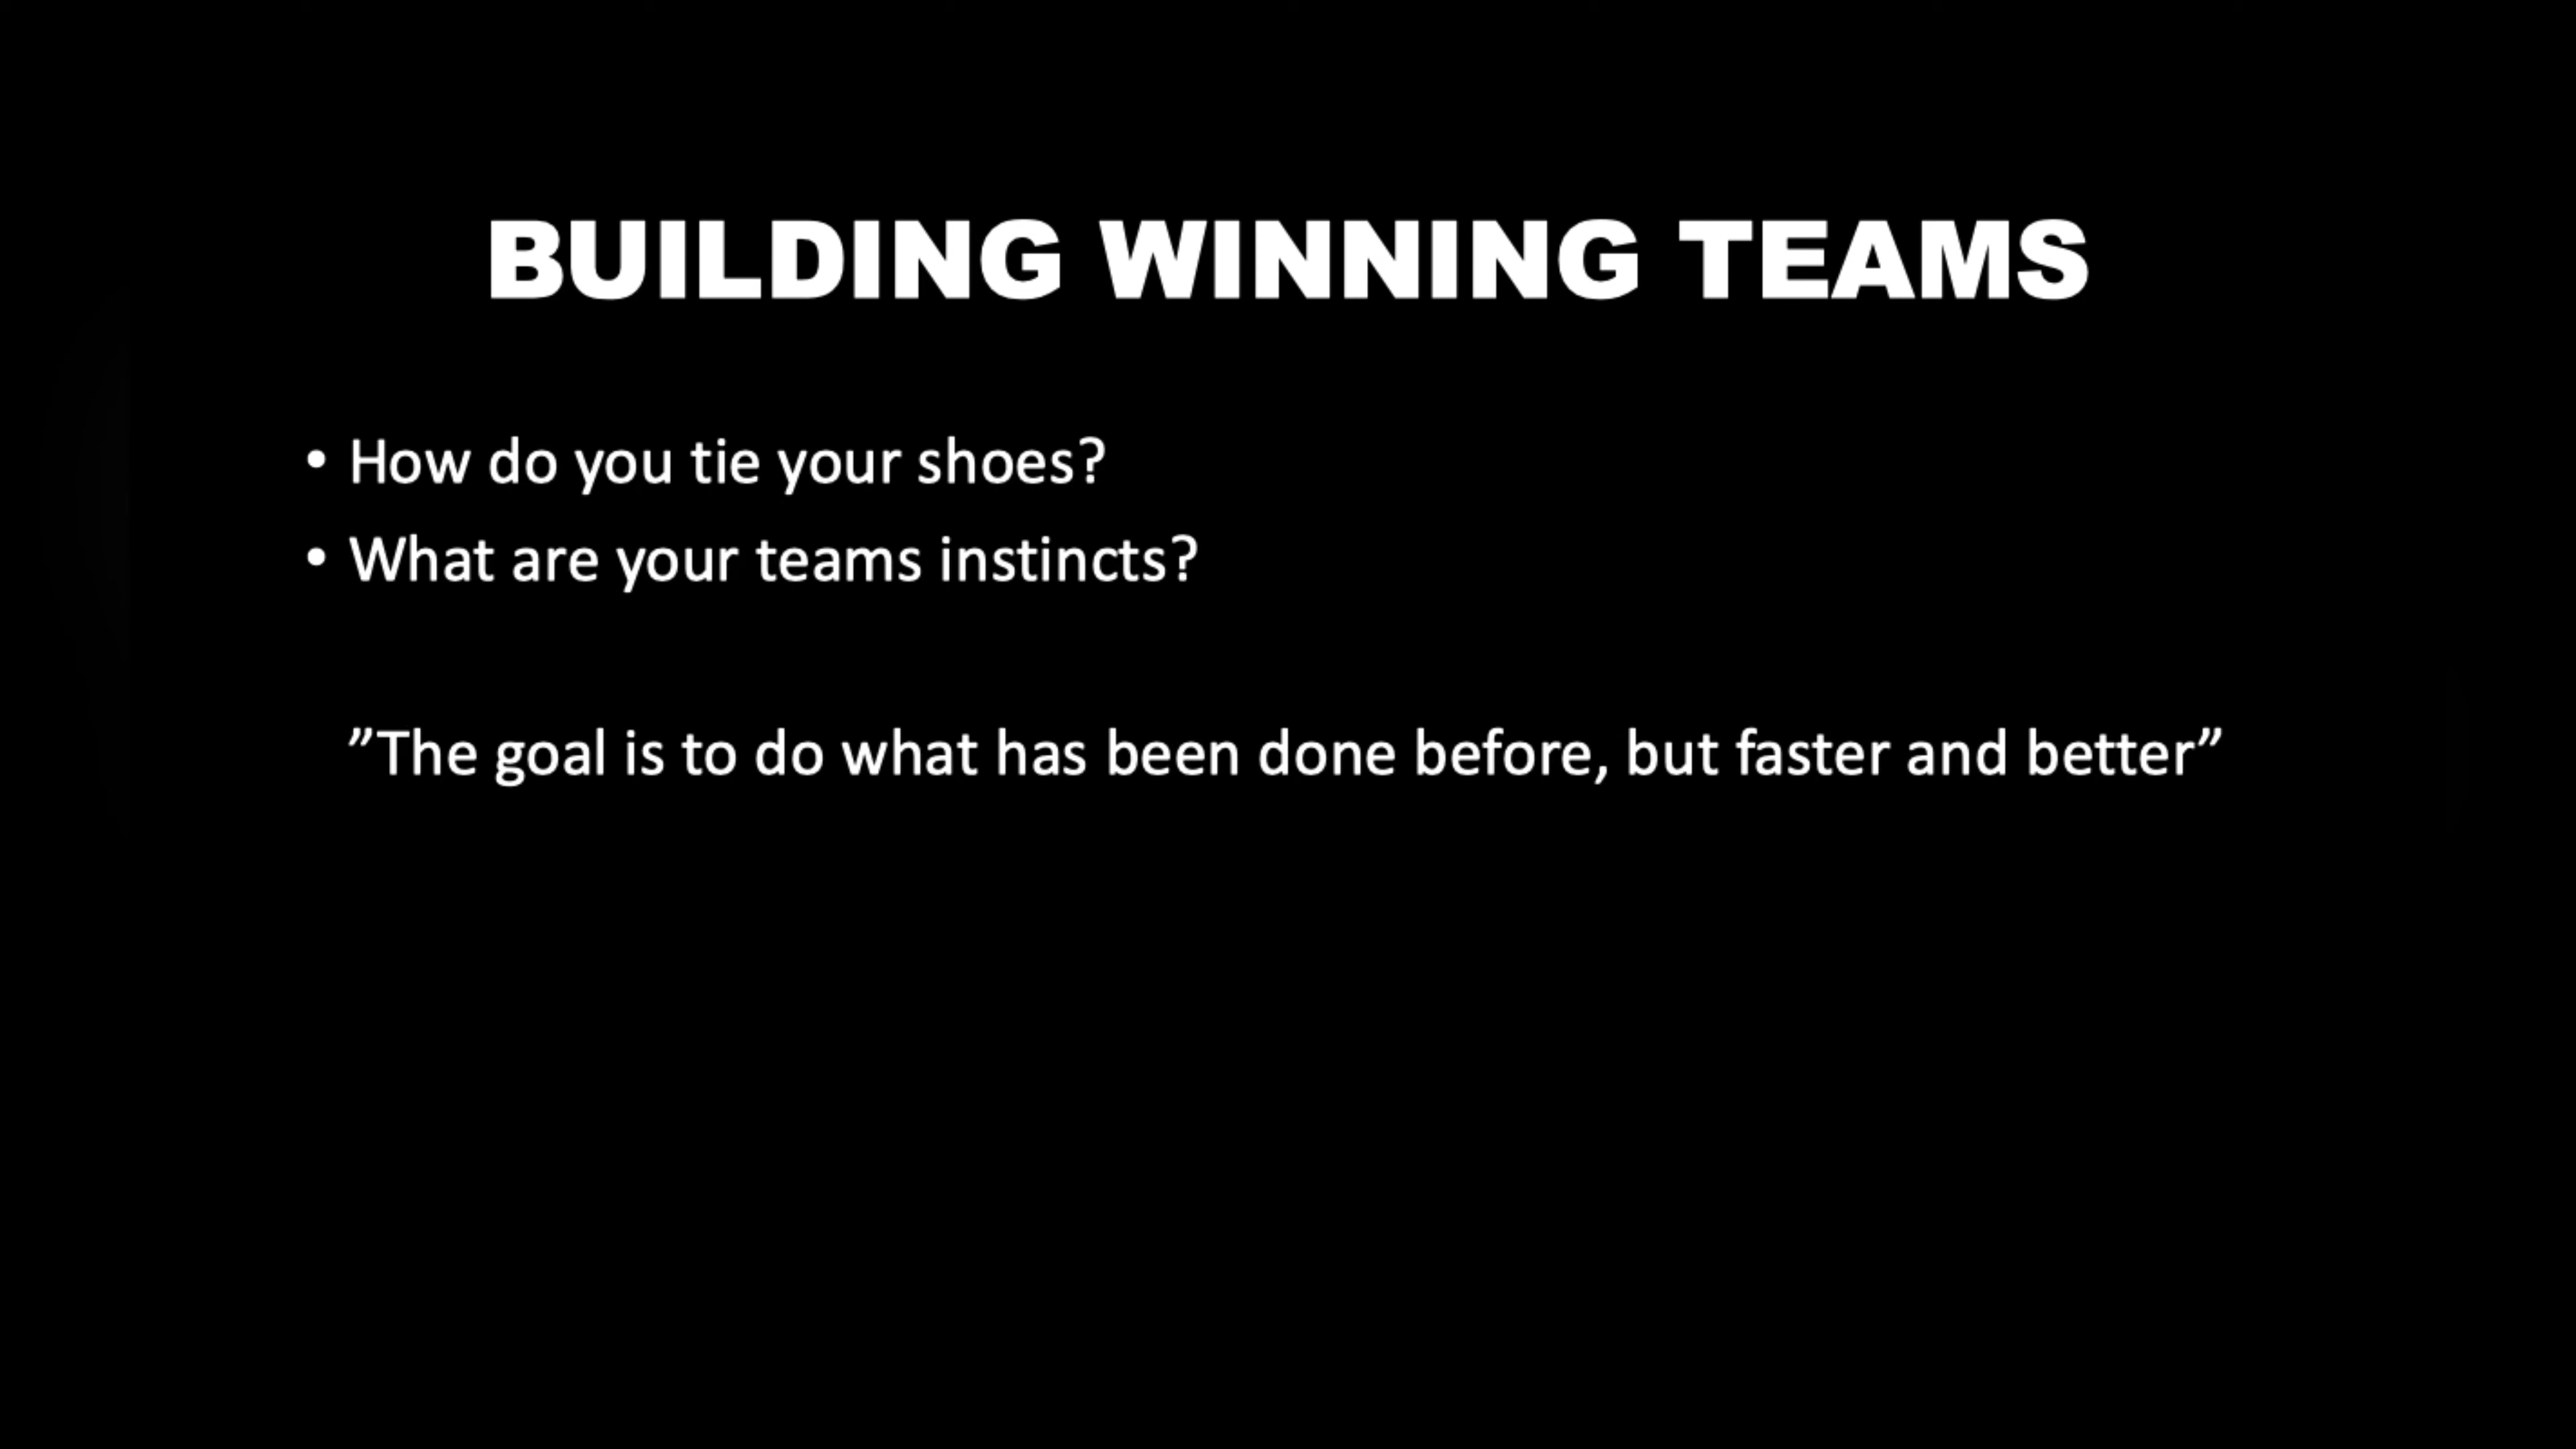 BUILDING WINNING TEAMS
• How do you tie your shoes?
• What are your teams instincts?
”The goal is to do what has been done before, but faster and better”